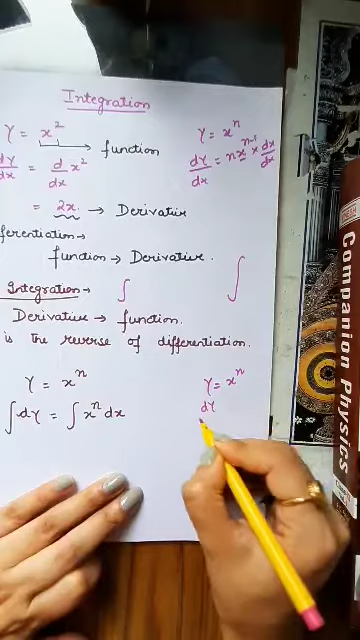 Integration
Y = x² → function
dY/dx = d/dx x²
= 2x → Derivative
Y = xⁿ
dY/dx = nxⁿ⁻¹ × dx/dx
ferentiation →
function → Derivative.
Integration → ∫ ∫
Derivative → function.
is the reverse of differentiation.
Y = xⁿ
∫dY = ∫xⁿ dx
Y = xⁿ
dY
COMPANION PHYSICS